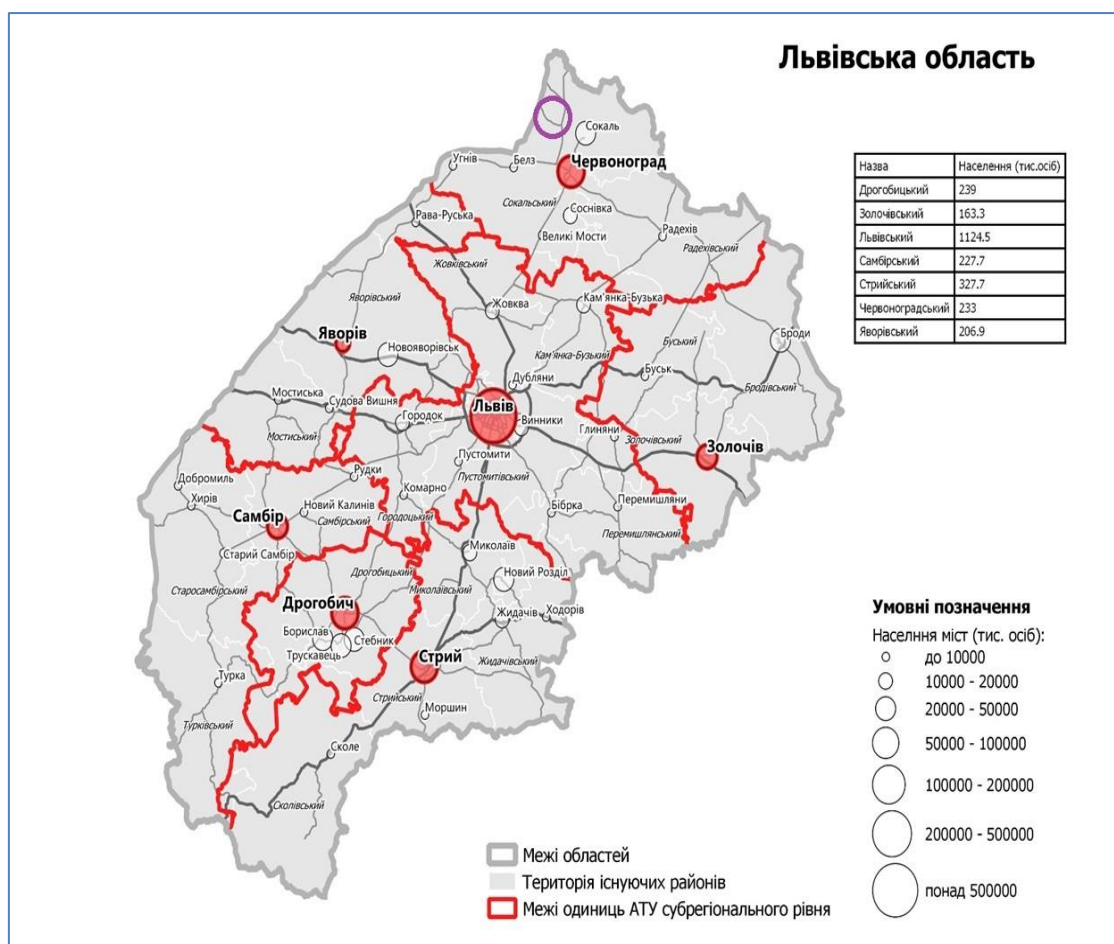 Львівська область
Назва Населення (тис.осіб)
Дрогобицький 239
Золочівський 163.3
Львівський 1124.5
Самбірський 227.7
Стрийський 327.7
Червоноградський 233
Яворівський 206.9
Сокаль
Угнів
Белз
Червоноград
Сокальський
Соснівка
Рава-Руська
Великі Мости
Радехів
Радехівський
Жовківський
Яворівський
Жовква
Кам'янка-Бузька
Яворів
Новояворівськ
Кам'янка-Бузький
Буський
Броди
Дубляни
Буськ
Бродівський
Мостиська
Судова Вишня
Городок
Львів
Винники
Глиняни
Золочівський
Золочів
Мостиський
Пустомити
Пустомитівський
Рудки
Добромиль
Хирів
Новий Калинів
Комарно
Бібрка
Перемишляни
Самбір
Самбірський
Городоцький
Перемишлянський
Старий Самбір
Миколаїв
Дрогобицький
Новий Розділ
Старосамбірський
Миколаївський
Дрогобич
Жидачів
Ходорів
Борислав
Стебник
Трускавець
Стрий
Жидачівський
Турка
Стрийський
Моршин
Турківський
Сколе
Сколівський
Умовні позначення
Населння міст (тис. осіб):
до 10000
10000 - 20000
20000 - 50000
50000 - 100000
100000 - 200000
200000 - 500000
понад 500000
Межі областей
Територія існуючих районів
Межі одиниць АТУ субрегіонального рівня